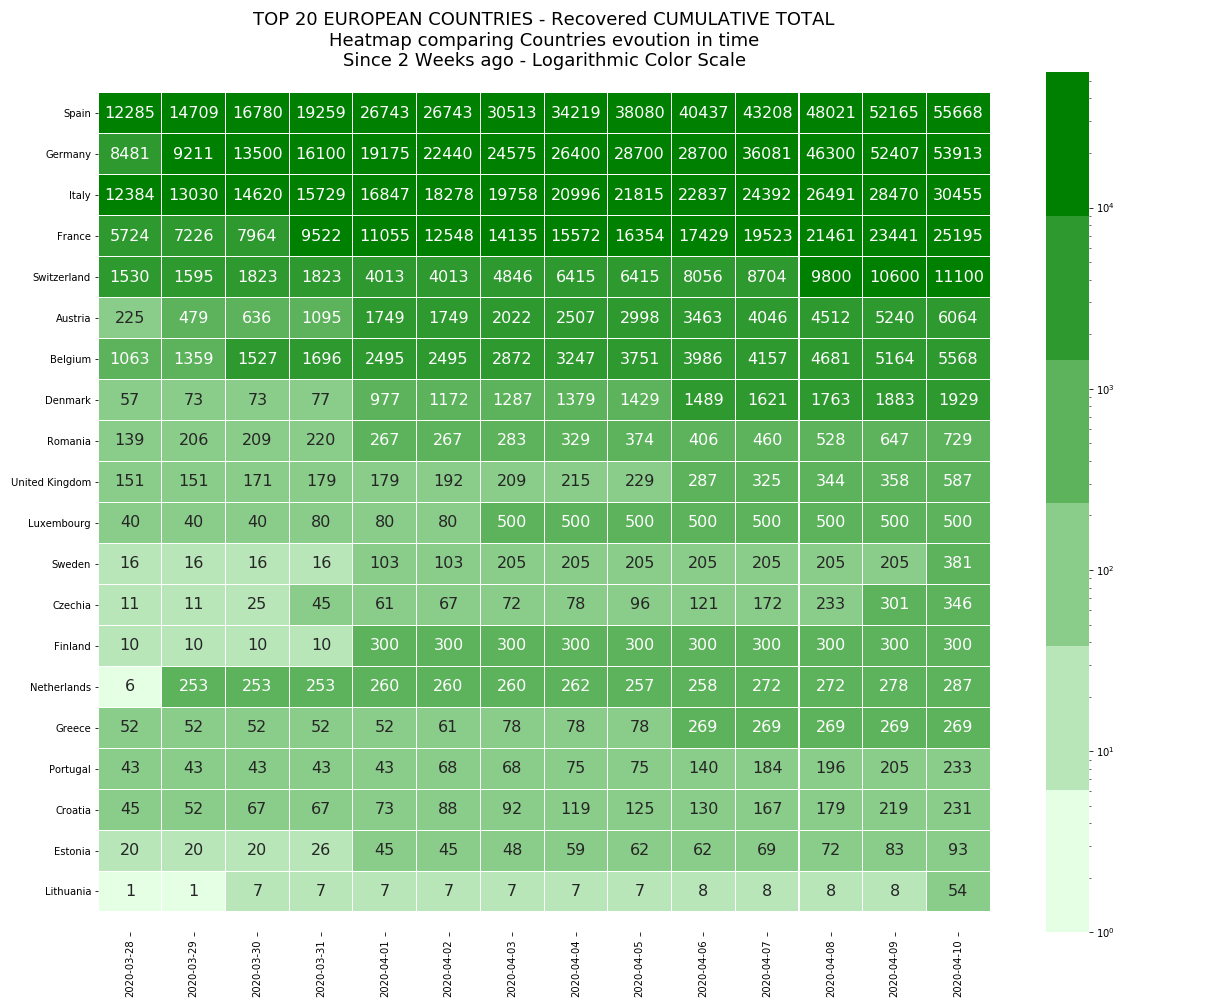 TOP 20 EUROPEAN COUNTRIES - Recovered CUMULATIVE TOTAL
Heatmap comparing Countries evoution in time
Since 2 Weeks ago - Logarithmic Color Scale
Spain 12285 14709 16780 19259 26743 26743 30513 34219 38080 40437 43208 48021 52165 55668
Germany 8481 9211 13500 16100 19175 22440 24575 26400 28700 28700 36081 46300 52407 53913
Italy 12384 13030 14620 15729 16847 18278 19758 20996 21815 22837 24392 26491 28470 30455
France 5724 7226 7964 9522 11055 12548 14135 15572 16354 17429 19523 21461 23441 25195
Switzerland 1530 1595 1823 1823 4013 4013 4846 6415 6415 8056 8704 9800 10600 11100
Austria 225 479 636 1095 1749 1749 2022 2507 2998 3463 4046 4512 5240 6064
Belgium 1063 1359 1527 1696 2495 2495 2872 3247 3751 3986 4157 4681 5164 5568
Denmark 57 73 73 77 977 1172 1287 1379 1429 1489 1621 1763 1883 1929
Romania 139 206 209 220 267 267 283 329 374 406 460 528 647 729
United Kingdom 151 151 171 179 179 192 209 215 229 287 325 344 358 587
Luxembourg 40 40 40 80 80 80 500 500 500 500 500 500 500 500
Sweden 16 16 16 16 103 103 205 205 205 205 205 205 205 381
Czechia 11 11 25 45 61 67 72 78 96 121 172 233 301 346
Finland 10 10 10 10 300 300 300 300 300 300 300 300 300 300
Netherlands 6 253 253 253 260 260 260 262 257 258 272 272 278 287
Greece 52 52 52 52 52 61 78 78 78 269 269 269 269 269
Portugal 43 43 43 43 43 68 68 75 75 140 184 196 205 233
Croatia 45 52 67 67 73 88 92 119 125 130 167 179 219 231
Estonia 20 20 20 26 45 45 48 59 62 62 69 72 83 93
Lithuania 1 1 7 7 7 7 7 7 7 8 8 8 8 54
2020-03-28 2020-03-29 2020-03-30 2020-03-31 2020-04-01 2020-04-02 2020-04-03 2020-04-04 2020-04-05 2020-04-06 2020-04-07 2020-04-08 2020-04-09 2020-04-10
10⁴
10³
10²
10¹
10⁰